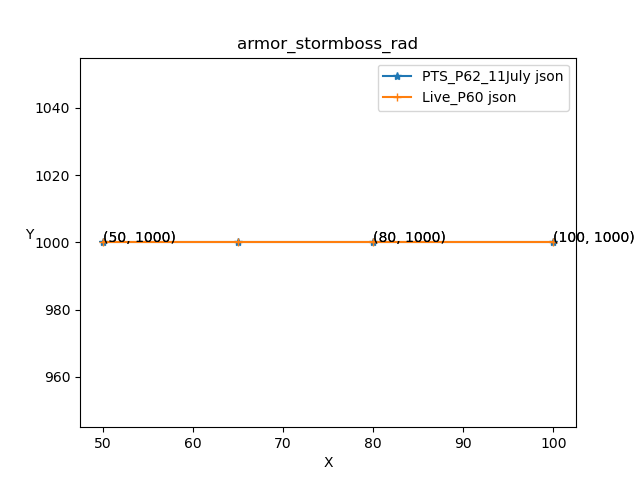 armor_stormboss_rad
PTS_P62_11July json
Live_P60 json
1040
1020
Y
1000
980
960
(50, 1000)
(80, 1000)
(100, 1000)
50
60
70
80
90
100
X